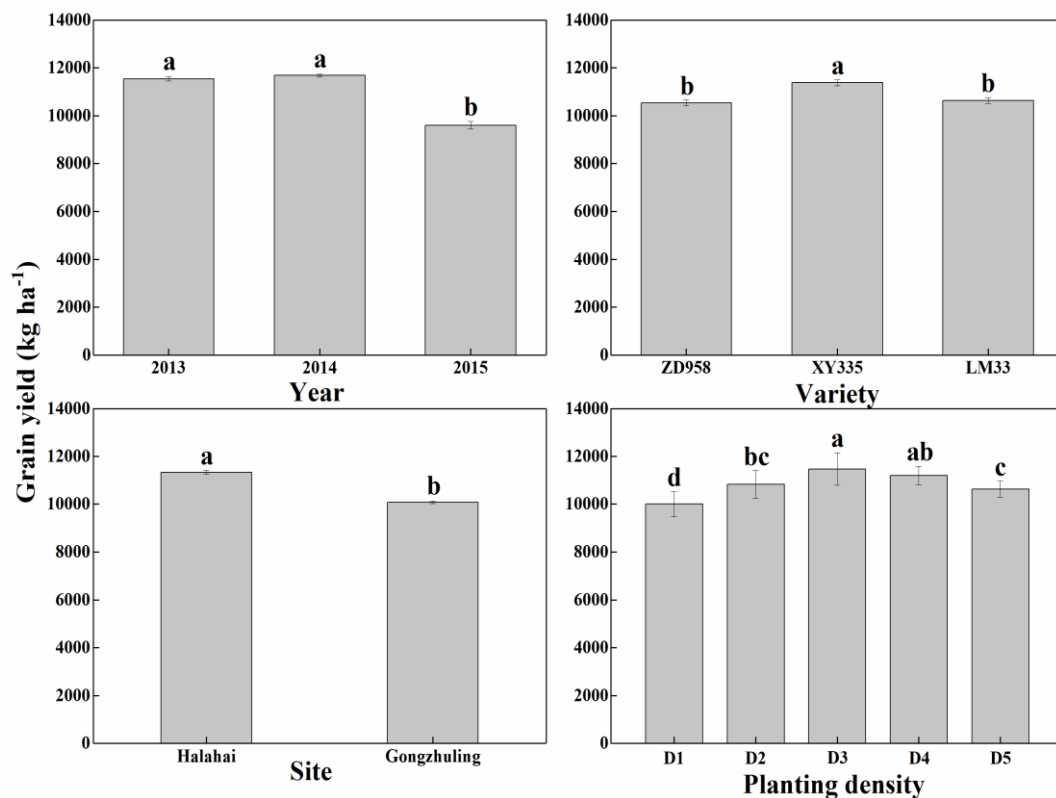 Grain yield (kg ha⁻¹)
14000
12000
10000
8000
6000
4000
2000
0
a
a
b
2013
2014
2015
Year
14000
12000
10000
8000
6000
4000
2000
0
b
a
b
ZD958
XY335
LM33
Variety
14000
12000
10000
8000
6000
4000
2000
0
a
b
Halahai
Gongzhuling
Site
14000
12000
10000
8000
6000
4000
2000
0
d
bc
a
ab
c
D1
D2
D3
D4
D5
Planting density